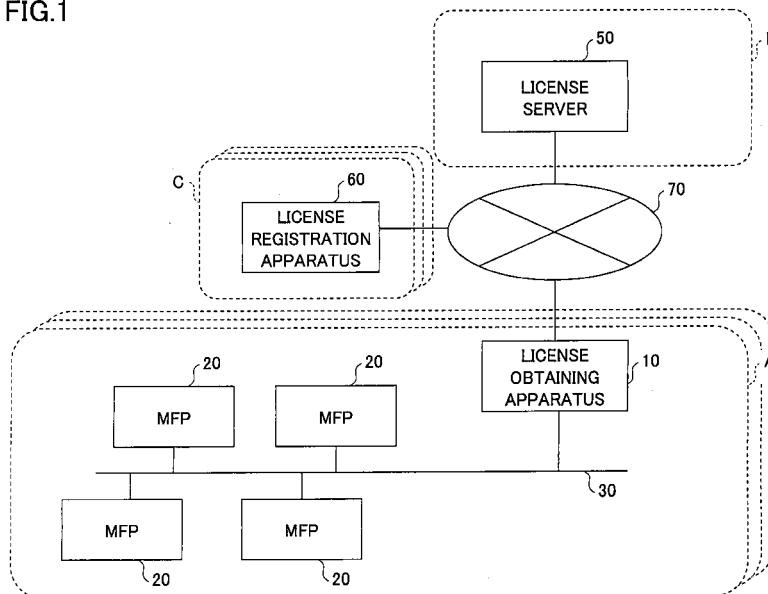 FIG.1
50
LICENSE
SERVER
C
60
LICENSE
REGISTRATION
APPARATUS
70
20
MFP
20
MFP
LICENSE
OBTAINING
APPARATUS
10
30
MFP
20
MFP
20